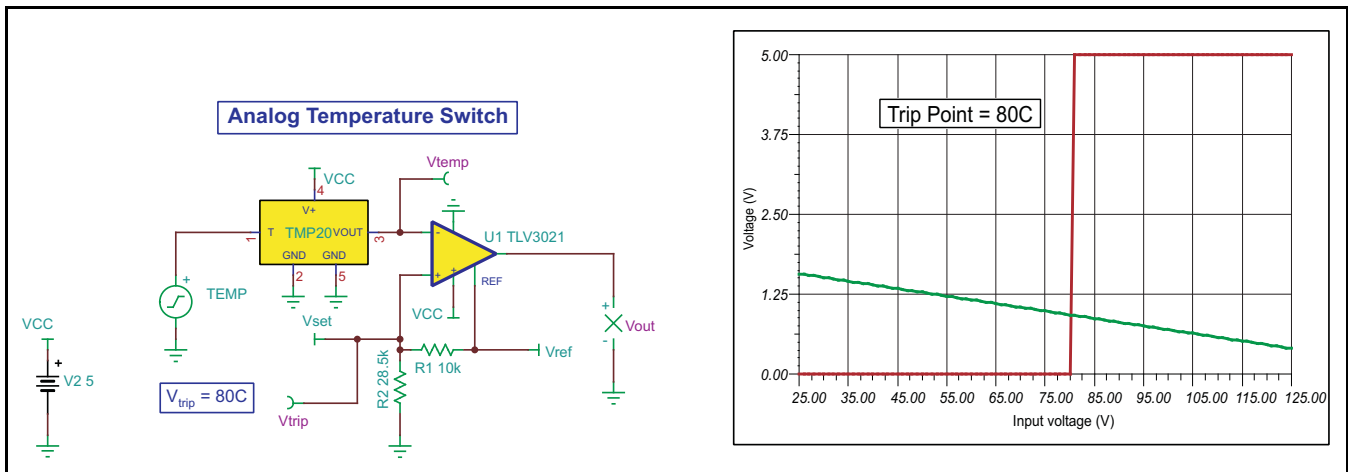 Analog Temperature Switch
Vtemp
VCC
4
V+
1
T
TMP20
VOUT
3
GND
GND
2
5
-
+
+
U1 TLV3021
REF
VCC
TEMP
+
Vset
R1 10k
Vref
R2 28.5k
Vtrip
Vtrip = 80C
VCC
+
V2 5
+
Vout
-
Trip Point = 80C
Voltage (V)
5.00
3.75
2.50
1.25
0.00
25.00 35.00 45.00 55.00 65.00 75.00 85.00 95.00 105.00 115.00 125.00
Input voltage (V)